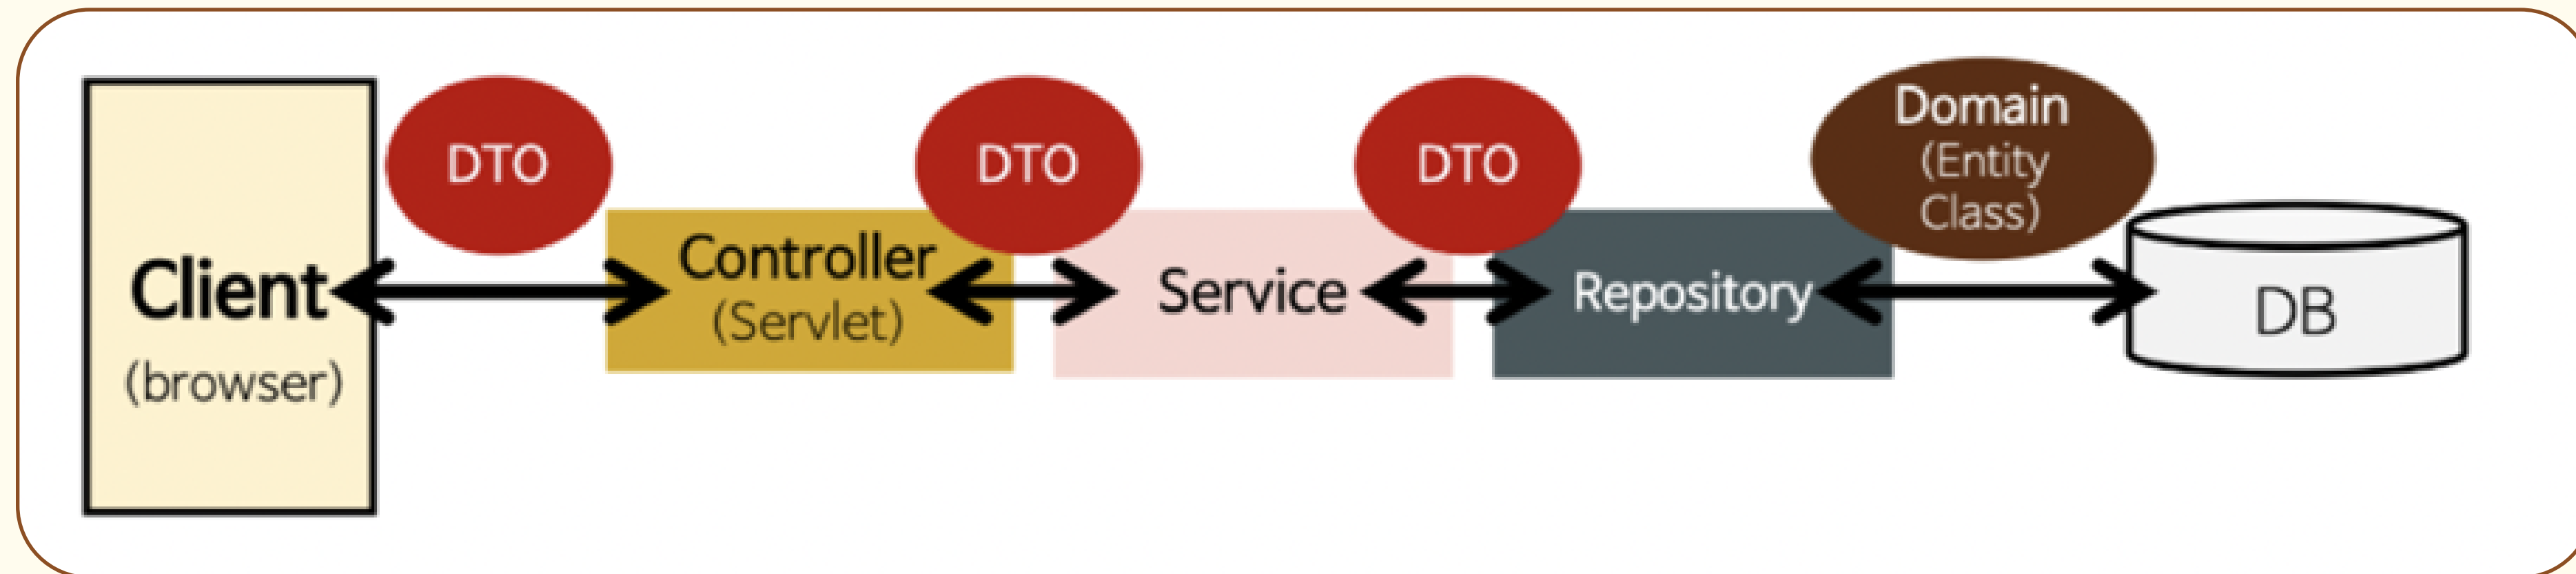 Client
(browser)
DTO
Controller
(Servlet)
DTO
Service
DTO
Repository
Domain
(Entity
Class)
DB